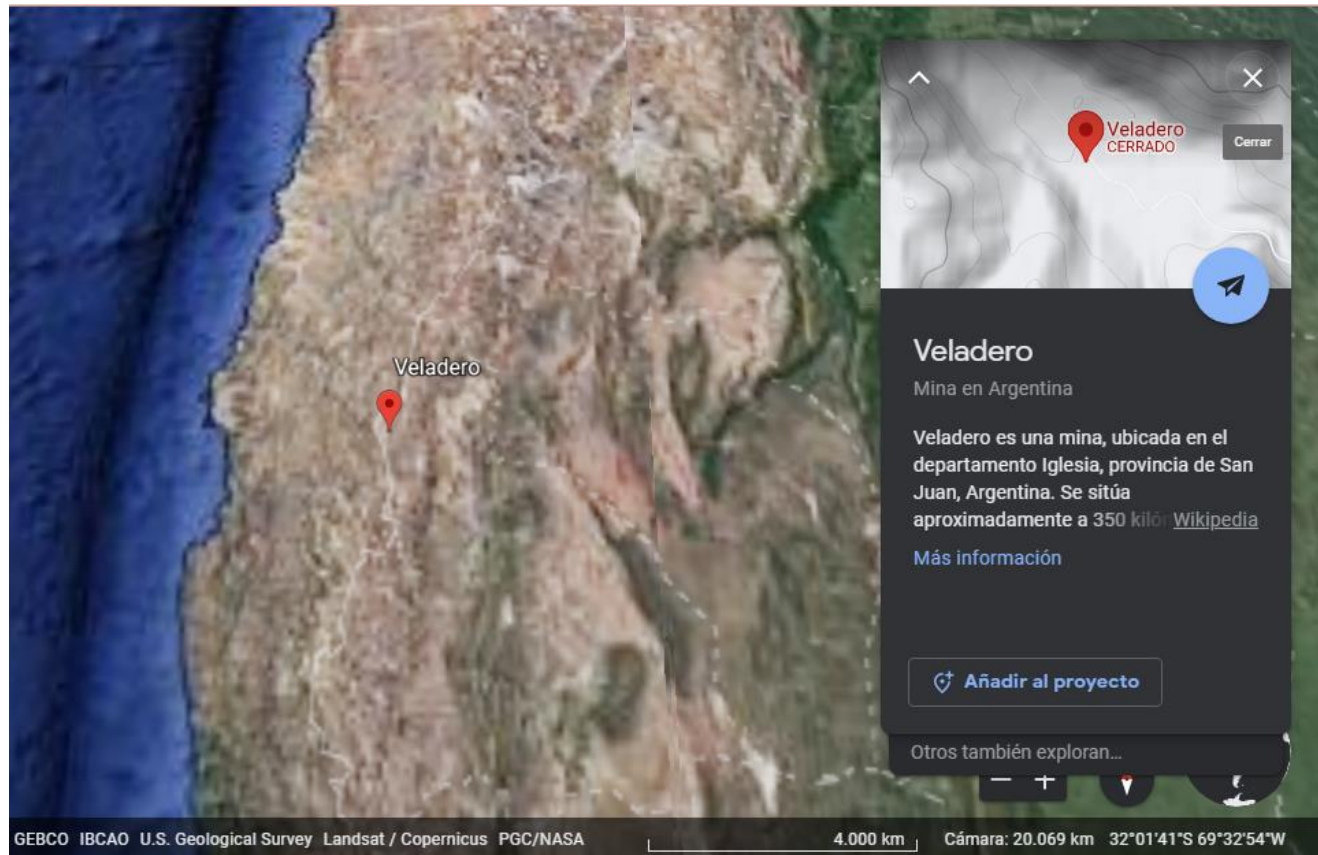 Veladero
CERRADO
Cerrar
Veladero
Veladero
Mina en Argentina
Veladero es una mina, ubicada en el
departamento Iglesia, provincia de San
Juan, Argentina. Se sitúa
aproximadamente a 350 kilóm Wikipedia
Más información
Añadir al proyecto
Otros también exploran...
GEBCO IBCAO U.S. Geological Survey Landsat / Copernicus PGC/NASA 4.000 km Cámara: 20.069 km 32°01'41"S 69°32'54"W